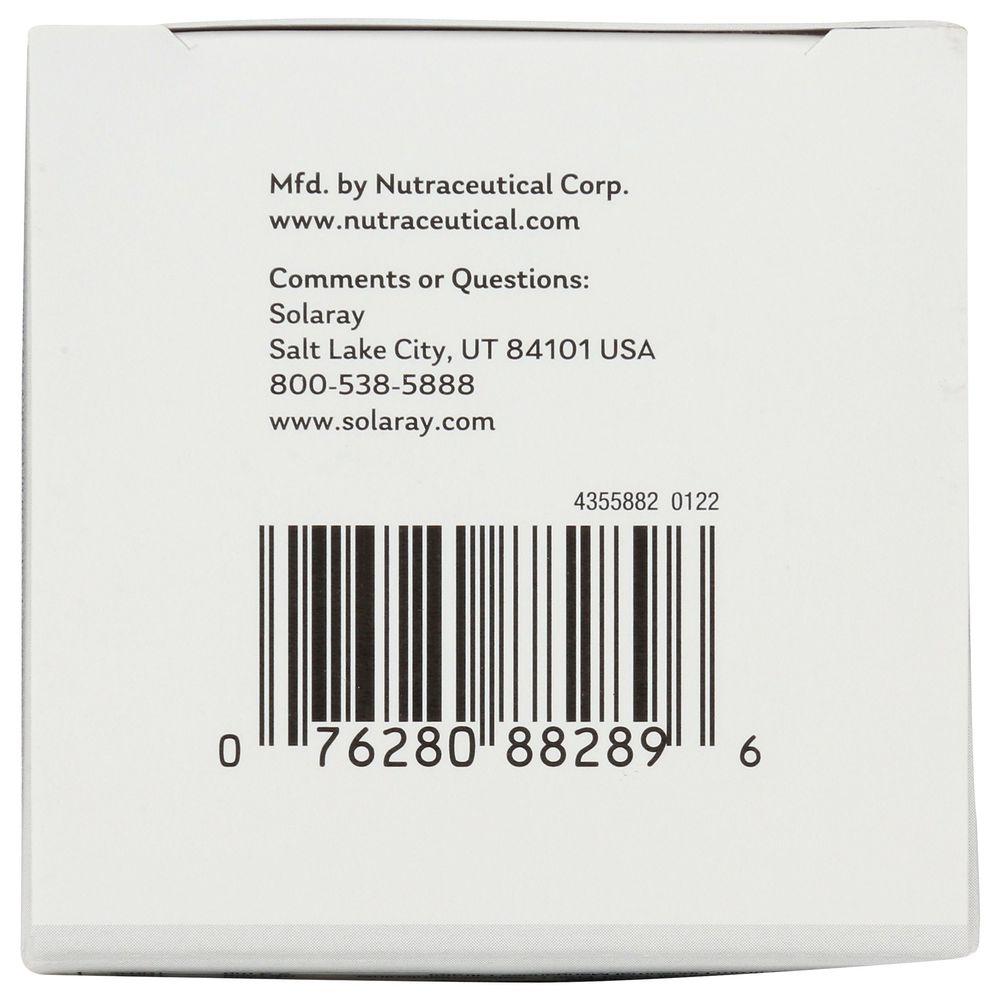 Mfd. by Nutraceutical Corp.
www.nutraceutical.com
Comments or Questions:
Solaray
Salt Lake City, UT 84101 USA
800-538-5888
www.solaray.com
4355882 0122
0 76280 88289 6